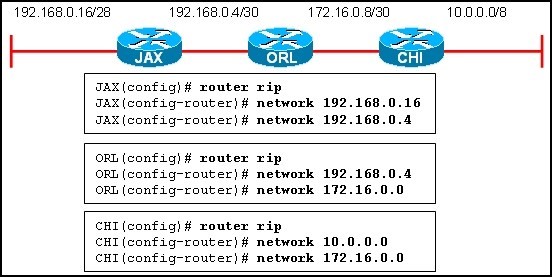 192.168.0.16/28 192.168.0.4/30 172.16.0.8/30 10.0.0.0/8
JAX ORL CHI
JAX(config)# router rip
JAX(config-router)# network 192.168.0.16
JAX(config-router)# network 192.168.0.4
ORL(config)# router rip
ORL(config-router)# network 192.168.0.4
ORL(config-router)# network 172.16.0.0
CHI(config)# router rip
CHI(config-router)# network 10.0.0.0
CHI(config-router)# network 172.16.0.0